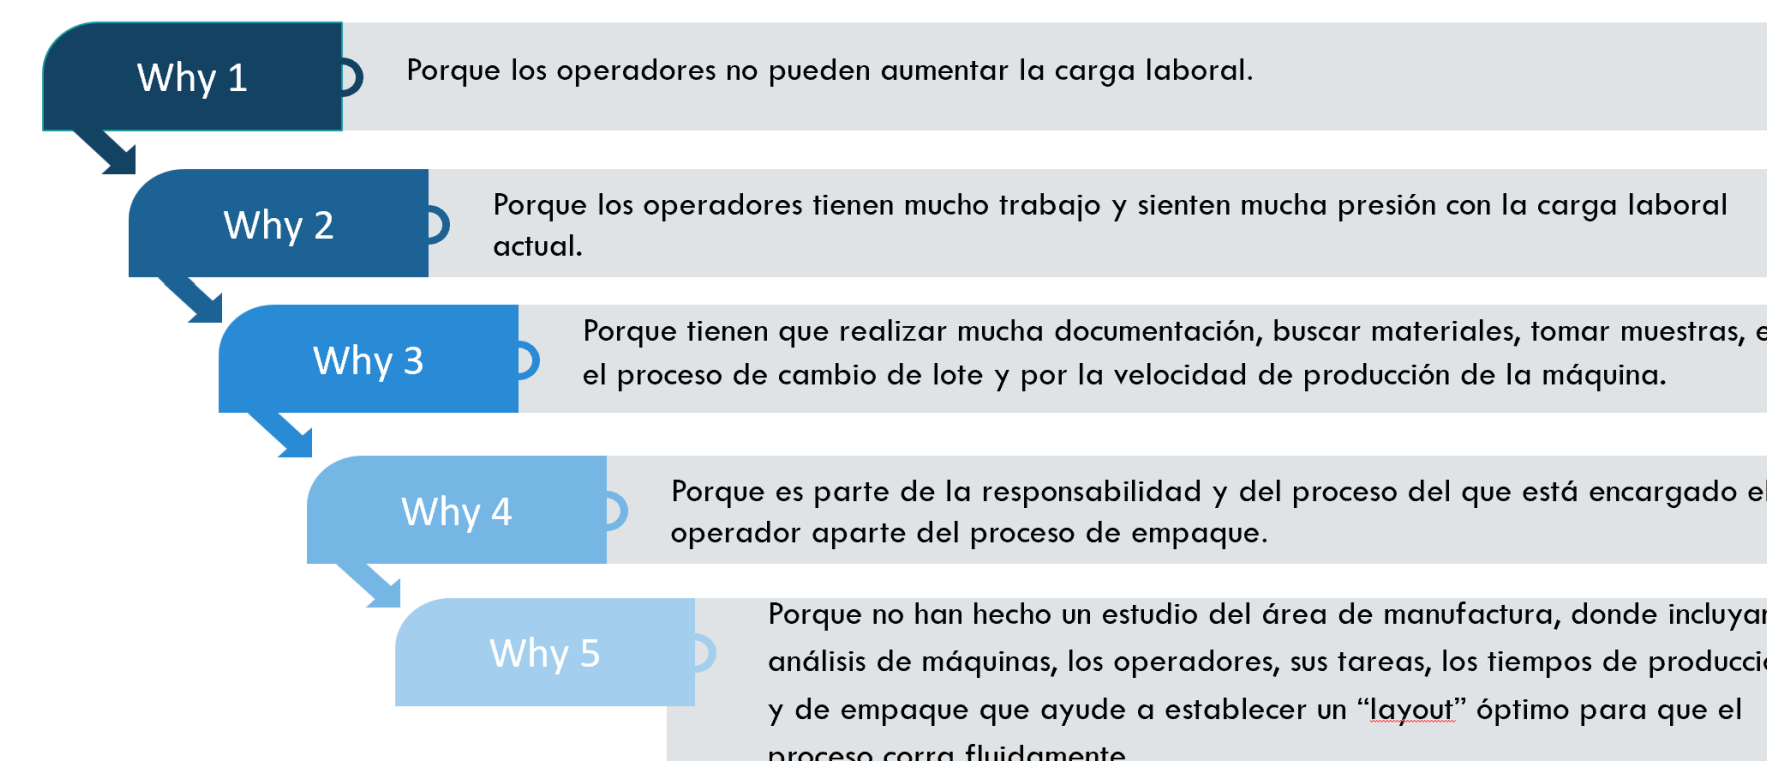 Why 1
Porque los operadores no pueden aumentar la carga laboral.
Why 2
Porque los operadores tienen mucho trabajo y sienten mucha presión con la carga laboral
actual.
Why 3
Porque tienen que realizar mucha documentación, buscar materiales, tomar muestras,
el proceso de cambio de lote y por la velocidad de producción de la máquina.
Why 4
Porque es parte de la responsabilidad y del proceso del que está encargado
operador aparte del proceso de empaque.
Why 5
Porque no han hecho un estudio del área de manufactura, donde
análisis de máquinas, los operadores, sus tareas, los tiempos de
y de empaque que ayude a establecer un “layout” óptimo para que el
proceso corra fluidamente